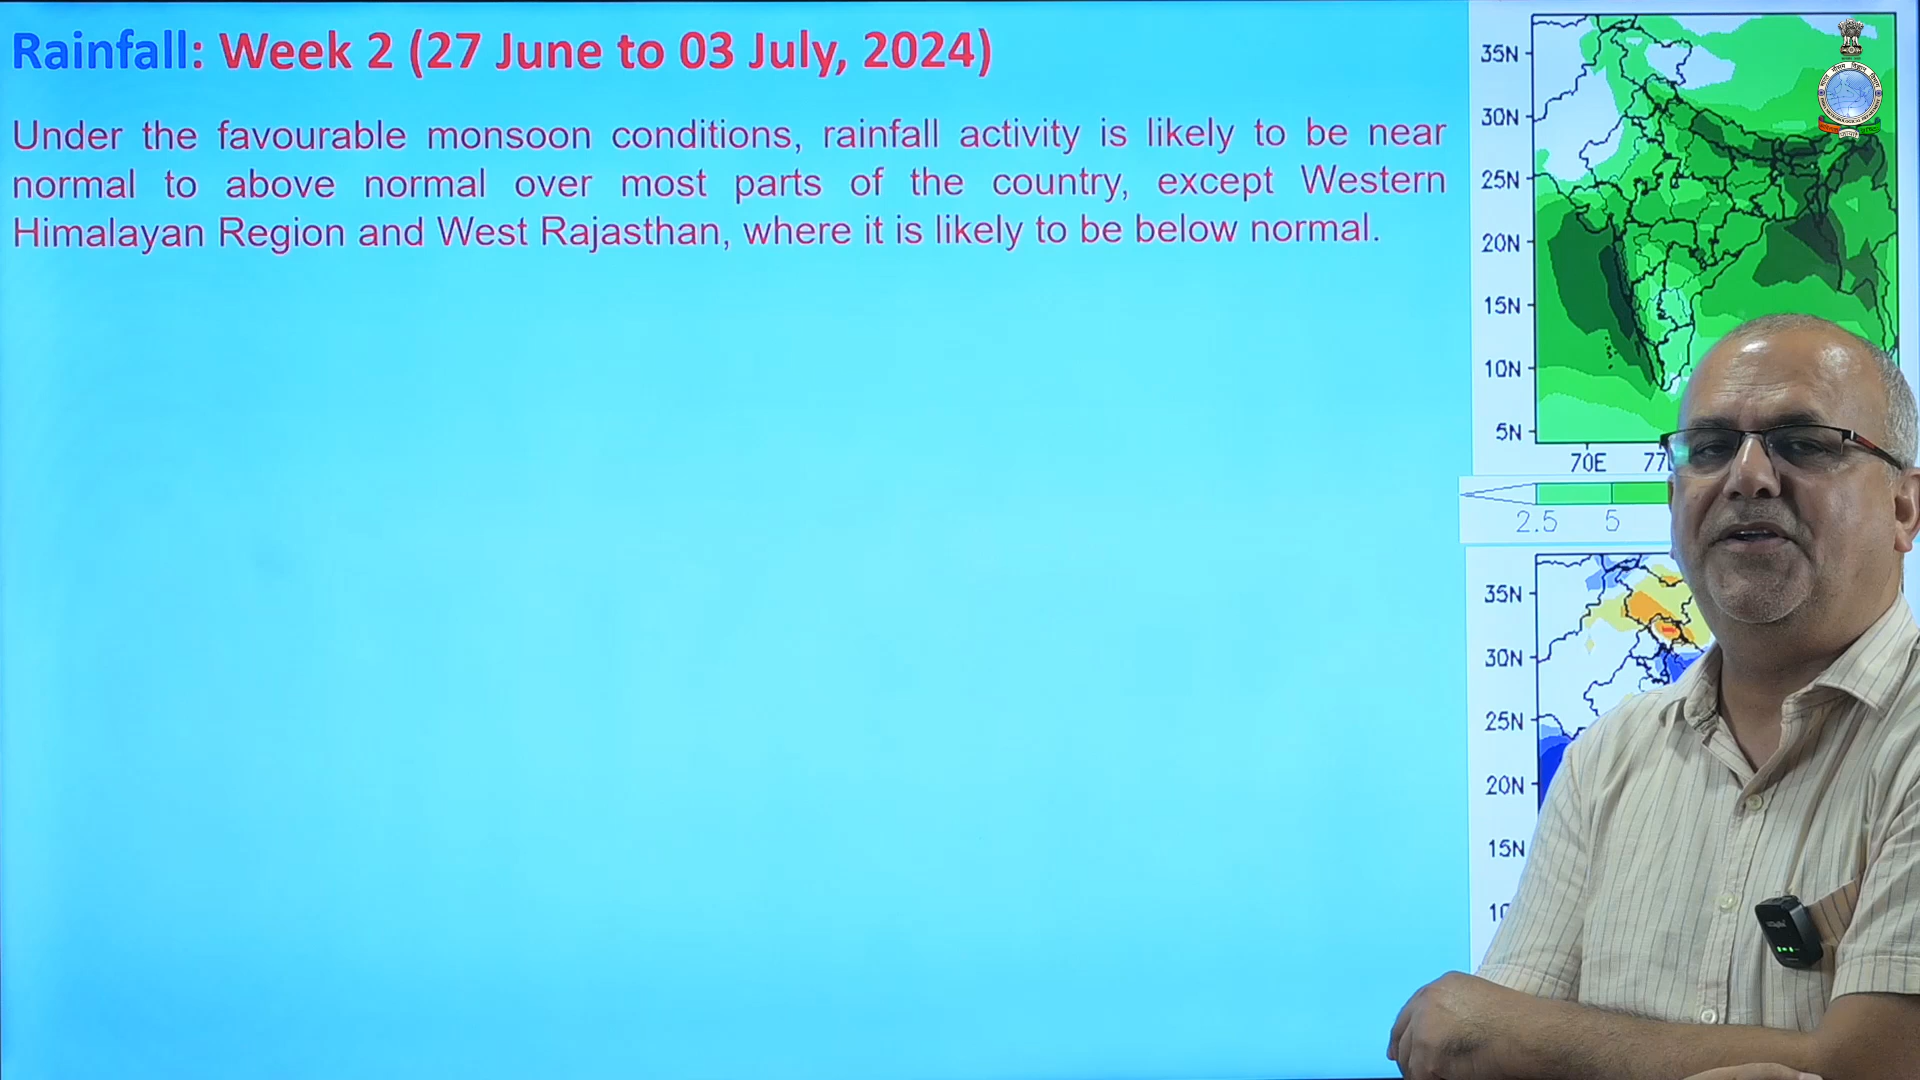 Rainfall: Week 2 (27 June to 03 July, 2024)
Under the favourable monsoon conditions, rainfall activity is likely to be near
normal to above normal over most parts of the country, except Western
Himalayan Region and West Rajasthan, where it is likely to be below normal.
35N
30N
25N
20N
15N
10N
5N
70E
2.5 5
35N
30N
25N
20N
15N